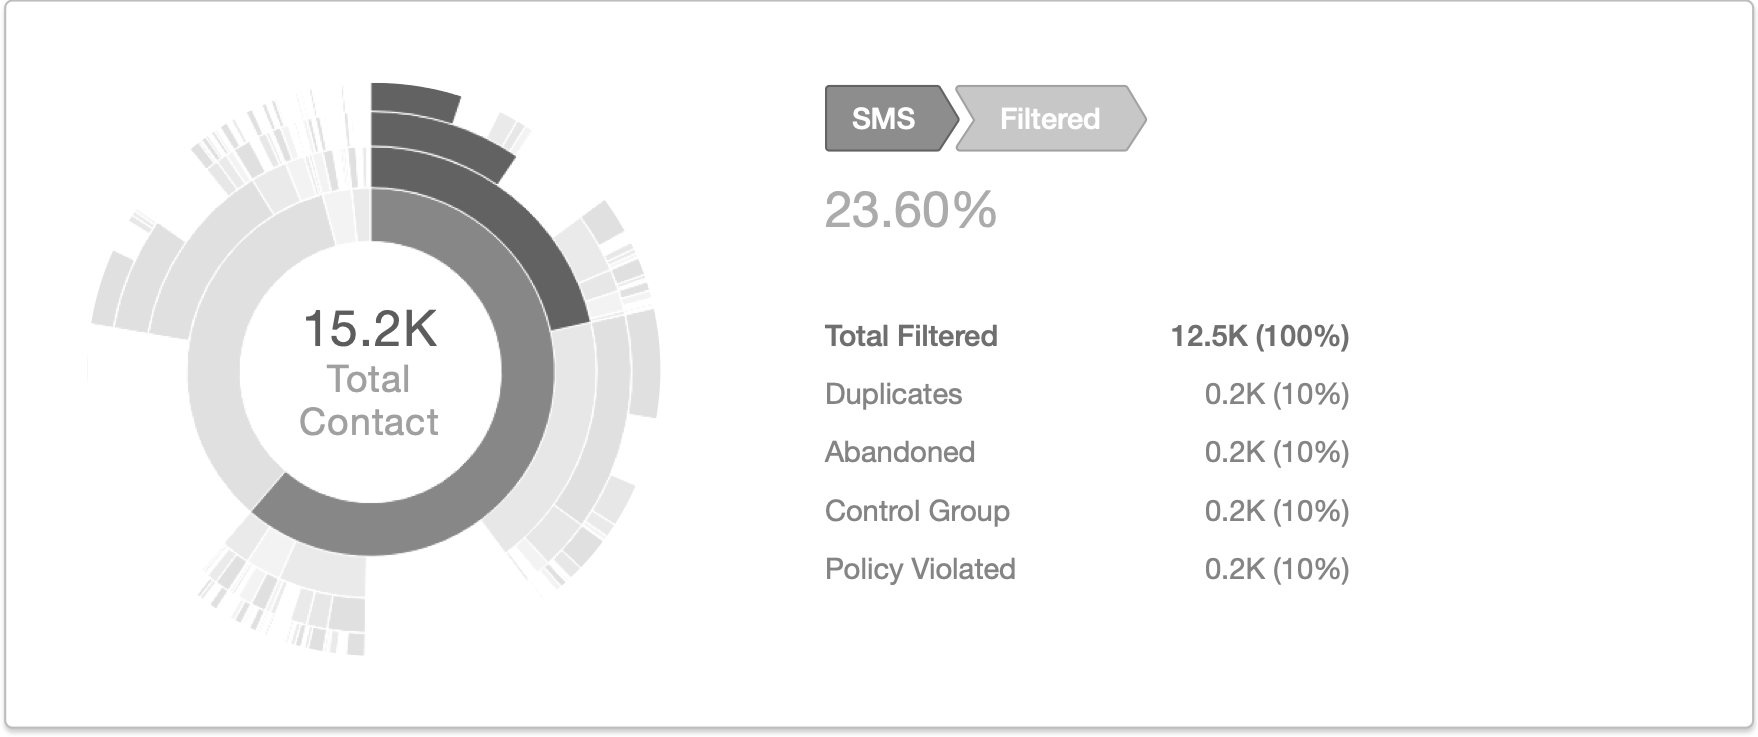 15.2K
Total
Contact
SMS
Filtered
23.60%
Total Filtered 12.5K (100%)
Duplicates 0.2K (10%)
Abandoned 0.2K (10%)
Control Group 0.2K (10%)
Policy Violated 0.2K (10%)